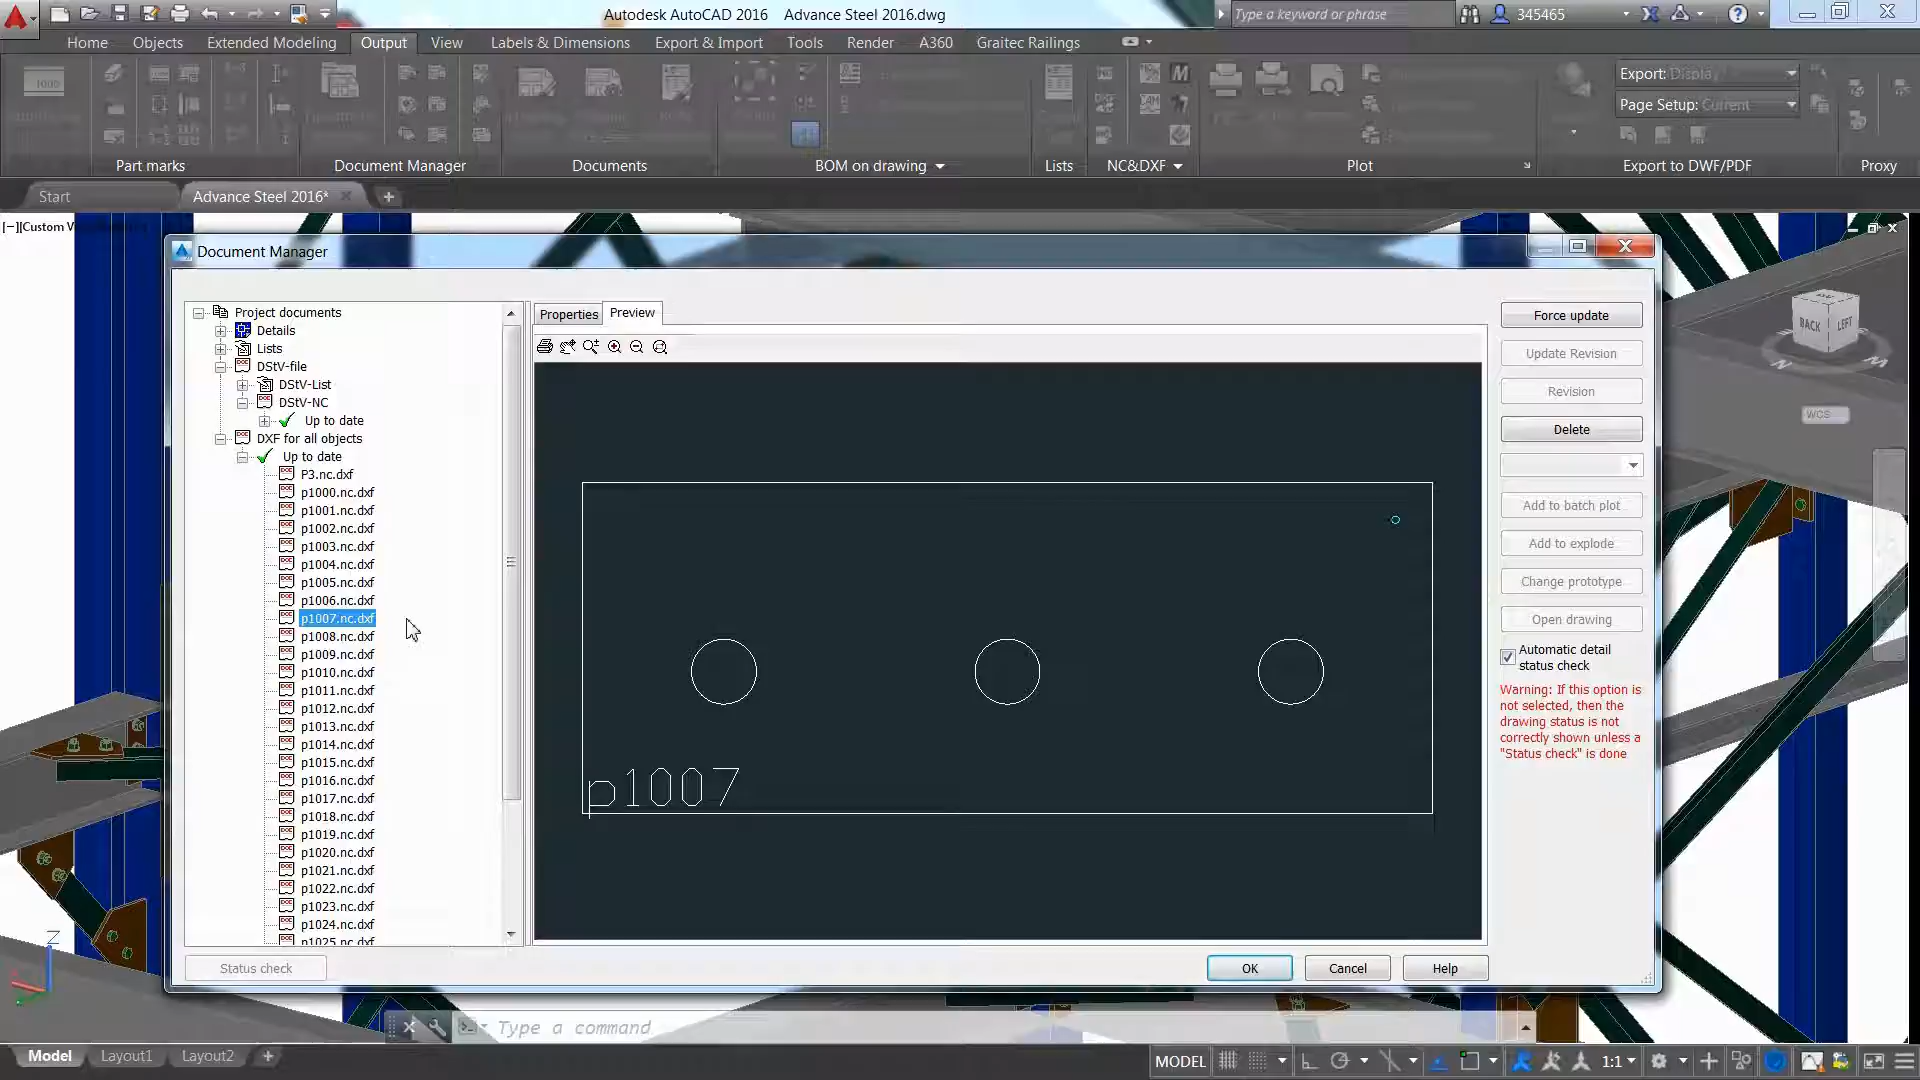 Autodesk AutoCAD 2016 Advance Steel 2016.dwg
Type a keyword or phrase
345465
Home Objects Extended Modeling Output View Labels & Dimensions Export & Import Tools Render A360 Graitec Railings
Export: Display
Page Setup: Current
Part marks Document Manager Documents BOM on drawing Lists NC&DXF Plot Export to DWF/PDF Proxy
Start Advance Steel 2016*
[−][Custom V
Document Manager
Project documents
Details
Lists
DStV-file
DStV-List
DStV-NC
Up to date
DXF for all objects
Up to date
P3.nc.dxf
p1000.nc.dxf
p1001.nc.dxf
p1002.nc.dxf
p1003.nc.dxf
p1004.nc.dxf
p1005.nc.dxf
p1006.nc.dxf
p1007.nc.dxf
p1008.nc.dxf
p1009.nc.dxf
p1010.nc.dxf
p1011.nc.dxf
p1012.nc.dxf
p1013.nc.dxf
p1014.nc.dxf
p1015.nc.dxf
p1016.nc.dxf
p1017.nc.dxf
p1018.nc.dxf
p1019.nc.dxf
p1020.nc.dxf
p1021.nc.dxf
p1022.nc.dxf
p1023.nc.dxf
p1024.nc.dxf
p1025.nc.dxf
Status check
Properties Preview
p1007
Force update
Update Revision
Revision
Delete
Add to batch plot
Add to explode
Change prototype
Open drawing
Automatic detail
status check
Warning: If this option is
not selected, then the
drawing status is not
correctly shown unless a
"Status check" is done
OK Cancel Help
BACK LEFT
N M
WCS
Z
Type a command
Model Layout1 Layout2
MODEL 1:1